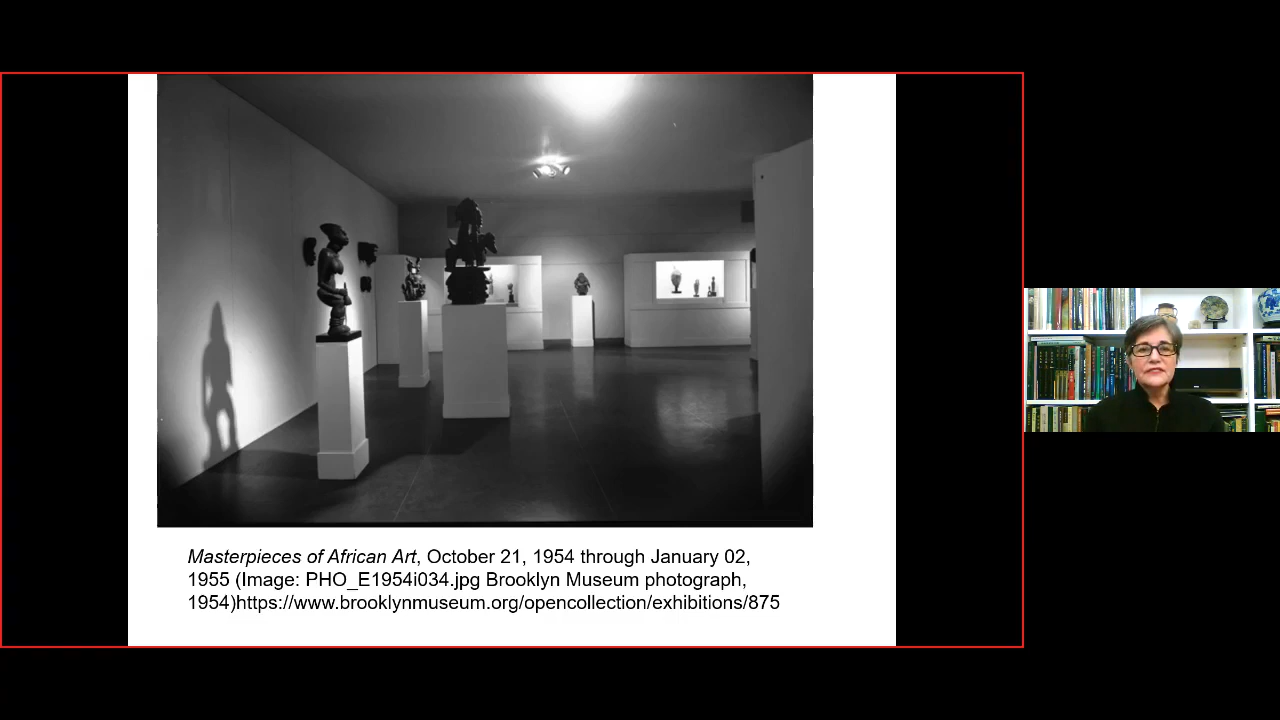 Masterpieces of African Art, October 21, 1954 through January 02,
1955 (Image: PHO_E1954i034.jpg Brooklyn Museum photograph,
1954)https://www.brooklynmuseum.org/opencollection/exhibitions/875